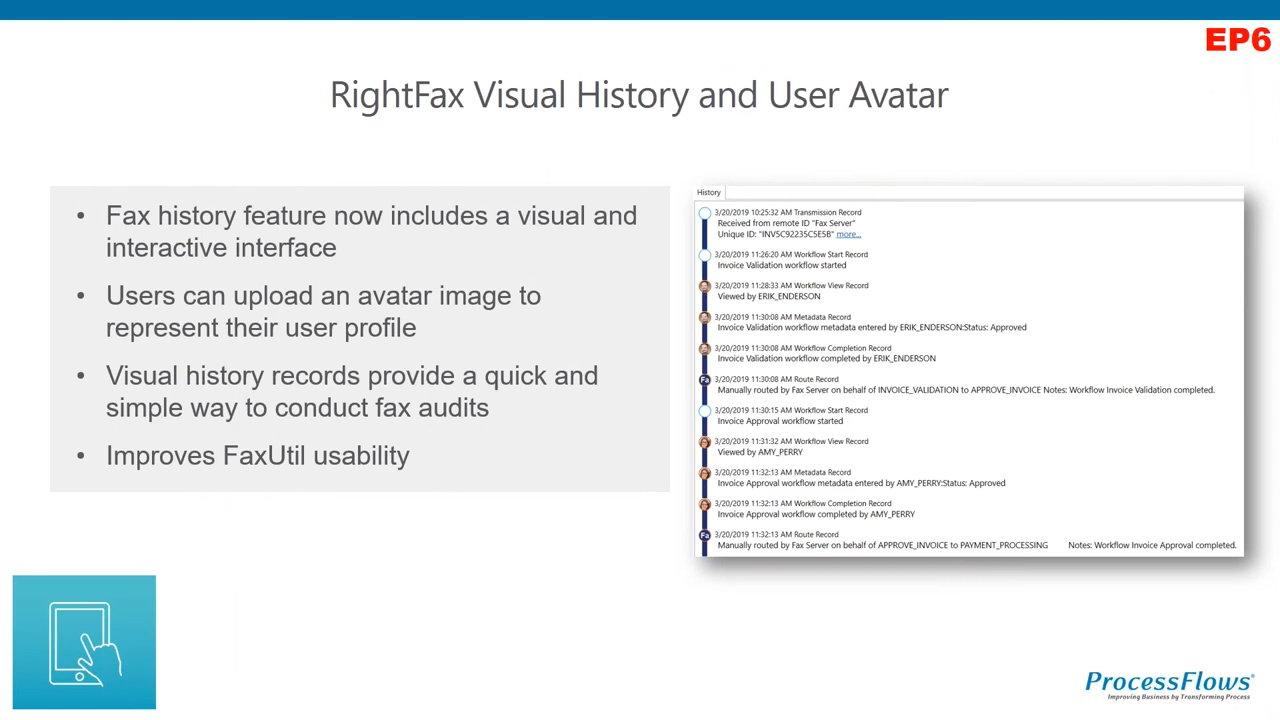 EP6
RightFax Visual History and User Avatar
• Fax history feature now includes a visual and
interactive interface
• Users can upload an avatar image to
represent their user profile
• Visual history records provide a quick and
simple way to conduct fax audits
• Improves FaxUtil usability
History
3/20/2019 10:25:32 AM Transmission Record
Received from remote ID "Fax Server"
Unique ID: "INV5C92235C5E5B" more...
3/20/2019 11:26:20 AM Workflow Start Record
Invoice Validation workflow started
3/20/2019 11:28:33 AM Workflow View Record
Viewed by ERIK_ENDERSON
3/20/2019 11:30:08 AM Metadata Record
Invoice Validation workflow metadata entered by ERIK_ENDERSON:Status: Approved
3/20/2019 11:30:08 AM Workflow Completion Record
Invoice Validation workflow completed by ERIK_ENDERSON
Fa 3/20/2019 11:30:08 AM Route Record
Manually routed by Fax Server on behalf of INVOICE_VALIDATION to APPROVE_INVOICE Notes: Workflow Invoice Validation completed.
3/20/2019 11:30:15 AM Workflow Start Record
Invoice Approval workflow started
3/20/2019 11:31:32 AM Workflow View Record
Viewed by AMY_PERRY
3/20/2019 11:32:13 AM Metadata Record
Invoice Approval workflow metadata entered by AMY_PERRY:Status: Approved
3/20/2019 11:32:13 AM Workflow Completion Record
Invoice Approval workflow completed by AMY_PERRY
Fa 3/20/2019 11:32:13 AM Route Record
Manually routed by Fax Server on behalf of APPROVE_INVOICE to PAYMENT_PROCESSING Notes: Workflow Invoice Approval completed.
ProcessFlows®
Improving Business by Transforming Process